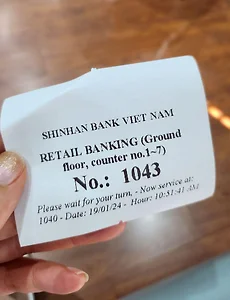 SHINHAN BANK VIET NAM
RETAIL BANKING (Ground
floor, counter no.1~7)
No.: 1043
Please wait for your turn. - Now service at:
1040 - Date: 19/01/24 - Hour: 10:51:41 AM